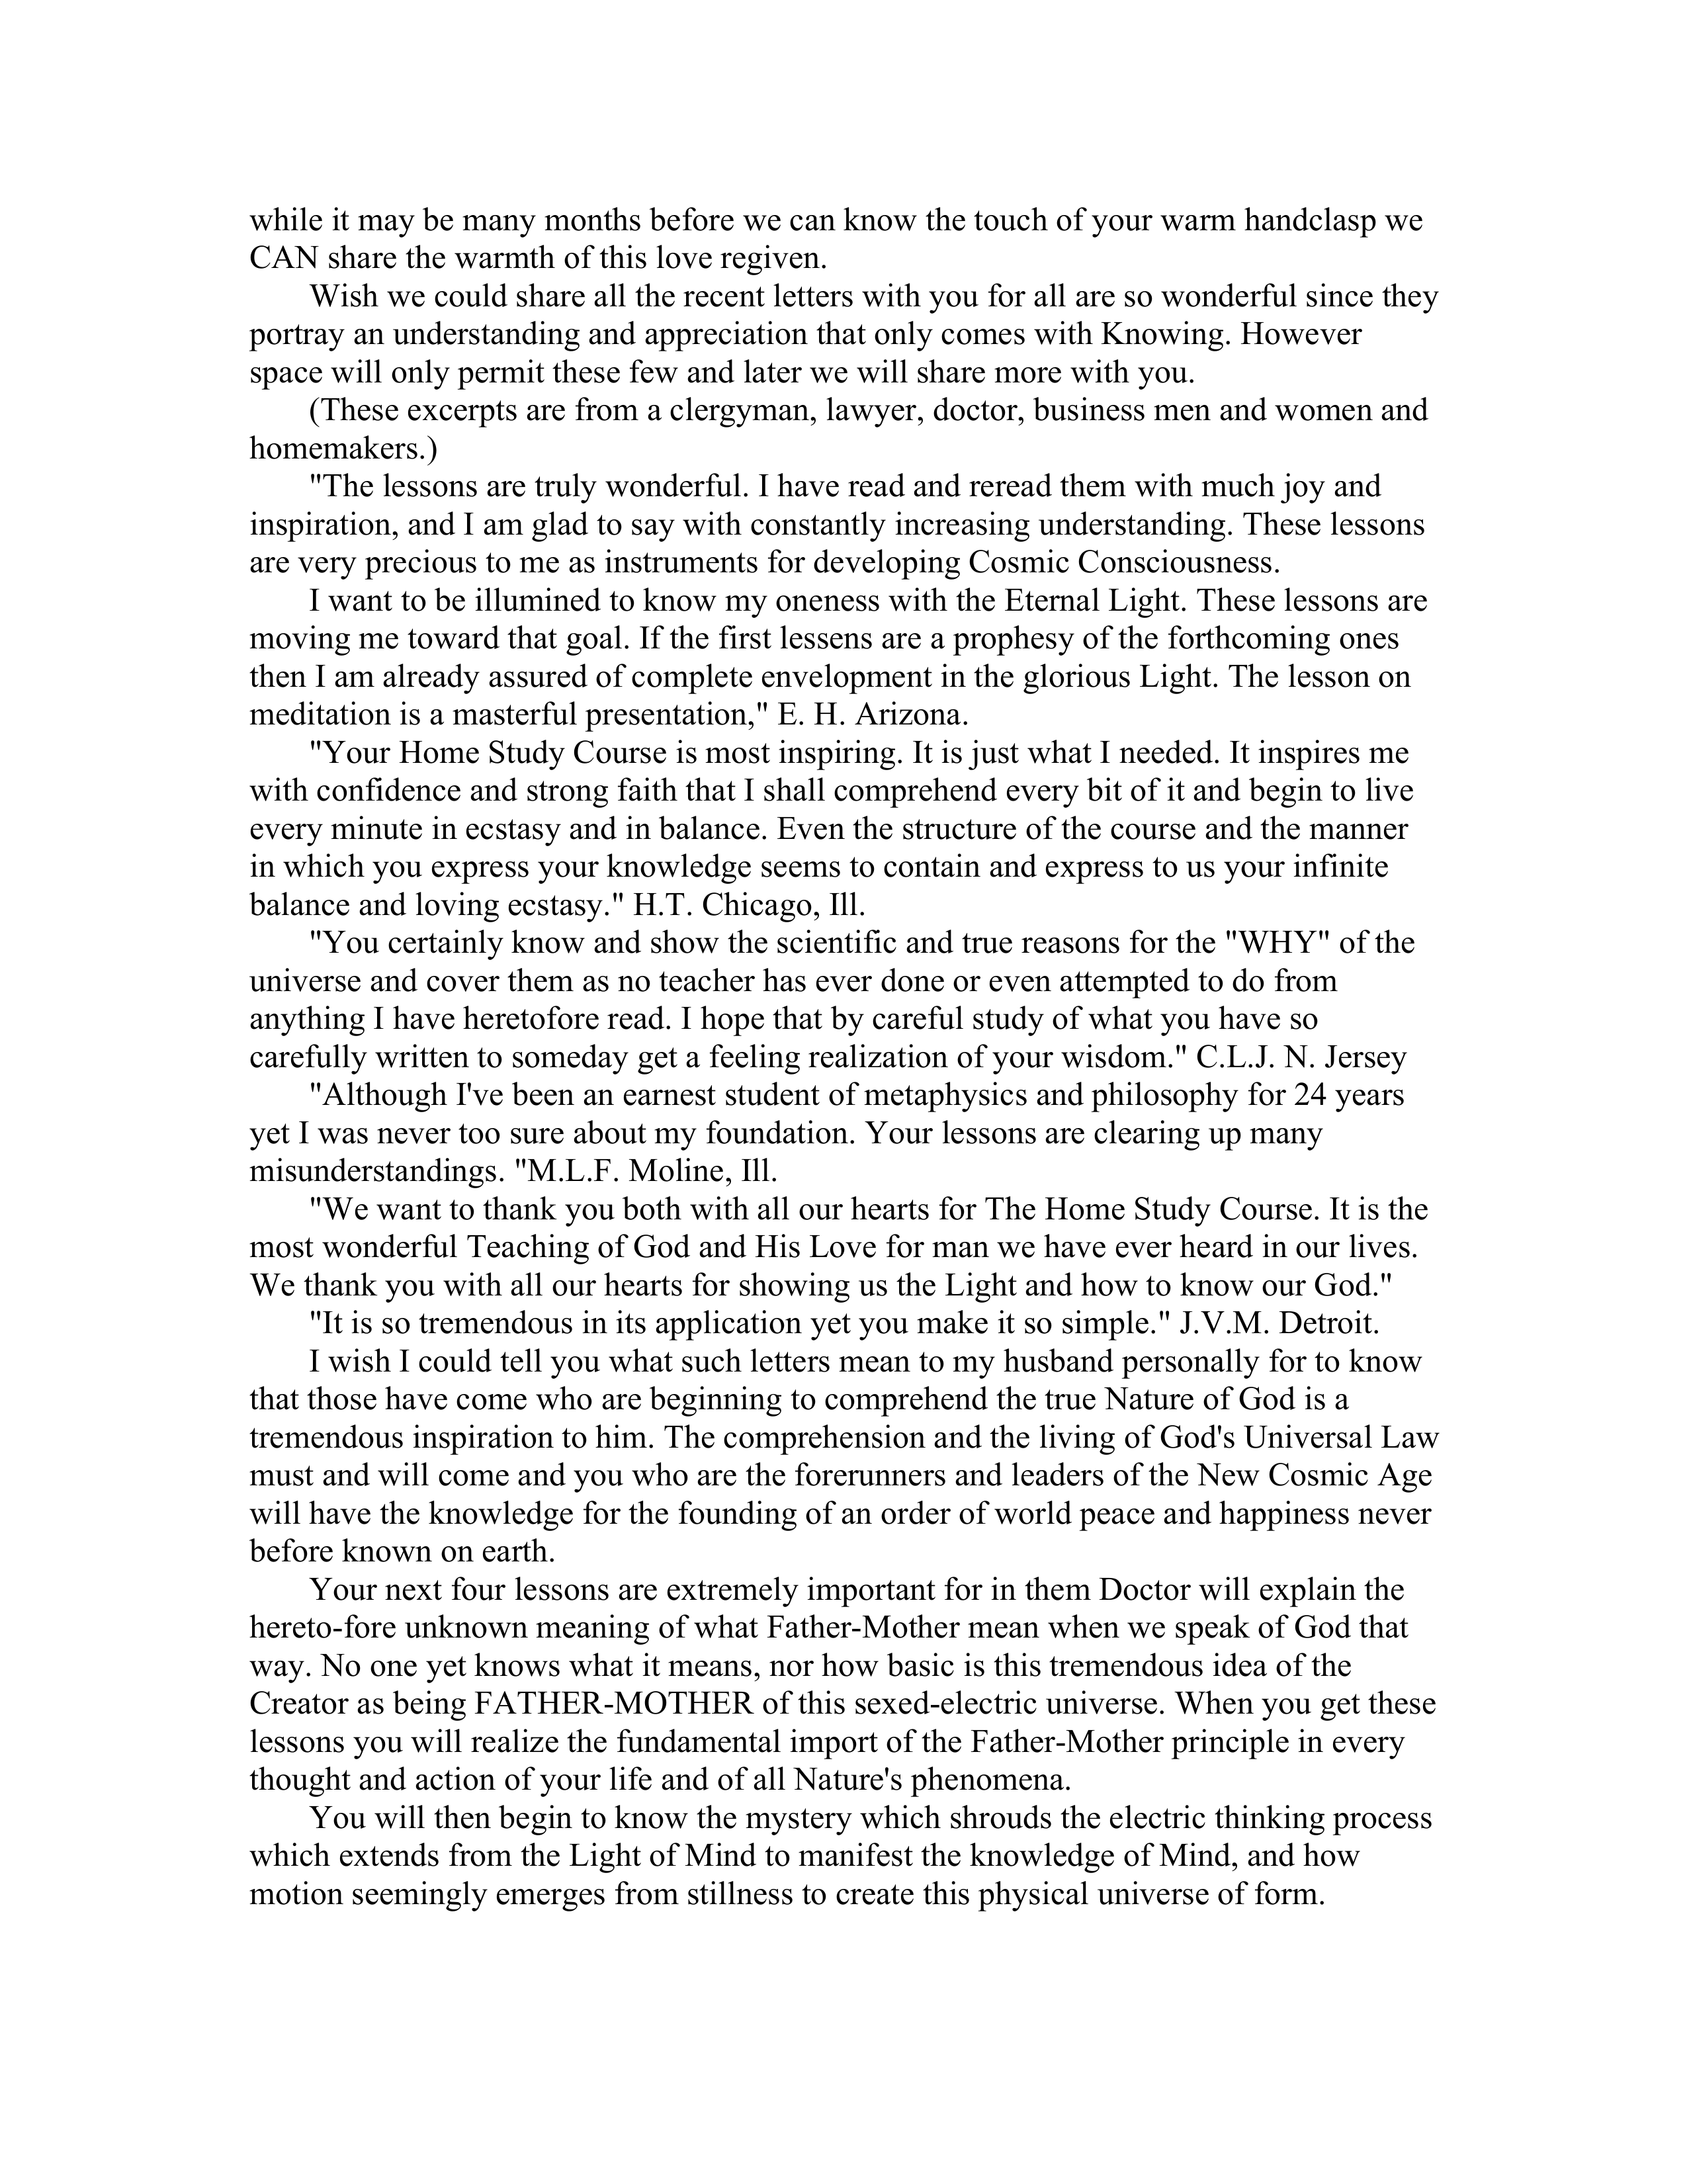 while it may be many months before we can know the touch of your warm handclasp we
CAN share the warmth of this love regiven.
Wish we could share all the recent letters with you for all are so wonderful since they
portray an understanding and appreciation that only comes with Knowing. However
space will only permit these few and later we will share more with you.
(These excerpts are from a clergyman, lawyer, doctor, business men and women and
homemakers.)
"The lessons are truly wonderful. I have read and reread them with much joy and
inspiration, and I am glad to say with constantly increasing understanding. These lessons
are very precious to me as instruments for developing Cosmic Consciousness.
I want to be illumined to know my oneness with the Eternal Light. These lessons are
moving me toward that goal. If the first lessens are a prophesy of the forthcoming ones
then I am already assured of complete envelopment in the glorious Light. The lesson on
meditation is a masterful presentation," E. H. Arizona.
"Your Home Study Course is most inspiring. It is just what I needed. It inspires me
with confidence and strong faith that I shall comprehend every bit of it and begin to live
every minute in ecstasy and in balance. Even the structure of the course and the manner
in which you express your knowledge seems to contain and express to us your infinite
balance and loving ecstasy." H.T. Chicago, Ill.
"You certainly know and show the scientific and true reasons for the "WHY" of the
universe and cover them as no teacher has ever done or even attempted to do from
anything I have heretofore read. I hope that by careful study of what you have so
carefully written to someday get a feeling realization of your wisdom." C.L.J. N. Jersey
"Although I've been an earnest student of metaphysics and philosophy for 24 years
yet I was never too sure about my foundation. Your lessons are clearing up many
misunderstandings. "M.L.F. Moline, Ill.
"We want to thank you both with all our hearts for The Home Study Course. It is the
most wonderful Teaching of God and His Love for man we have ever heard in our lives.
We thank you with all our hearts for showing us the Light and how to know our God."
"It is so tremendous in its application yet you make it so simple." J.V.M. Detroit.
I wish I could tell you what such letters mean to my husband personally for to know
that those have come who are beginning to comprehend the true Nature of God is a
tremendous inspiration to him. The comprehension and the living of God's Universal Law
must and will come and you who are the forerunners and leaders of the New Cosmic Age
will have the knowledge for the founding of an order of world peace and happiness never
before known on earth.
Your next four lessons are extremely important for in them Doctor will explain the
hereto-fore unknown meaning of what Father-Mother mean when we speak of God that
way. No one yet knows what it means, nor how basic is this tremendous idea of the
Creator as being FATHER-MOTHER of this sexed-electric universe. When you get these
lessons you will realize the fundamental import of the Father-Mother principle in every
thought and action of your life and of all Nature's phenomena.
You will then begin to know the mystery which shrouds the electric thinking process
which extends from the Light of Mind to manifest the knowledge of Mind, and how
motion seemingly emerges from stillness to create this physical universe of form.